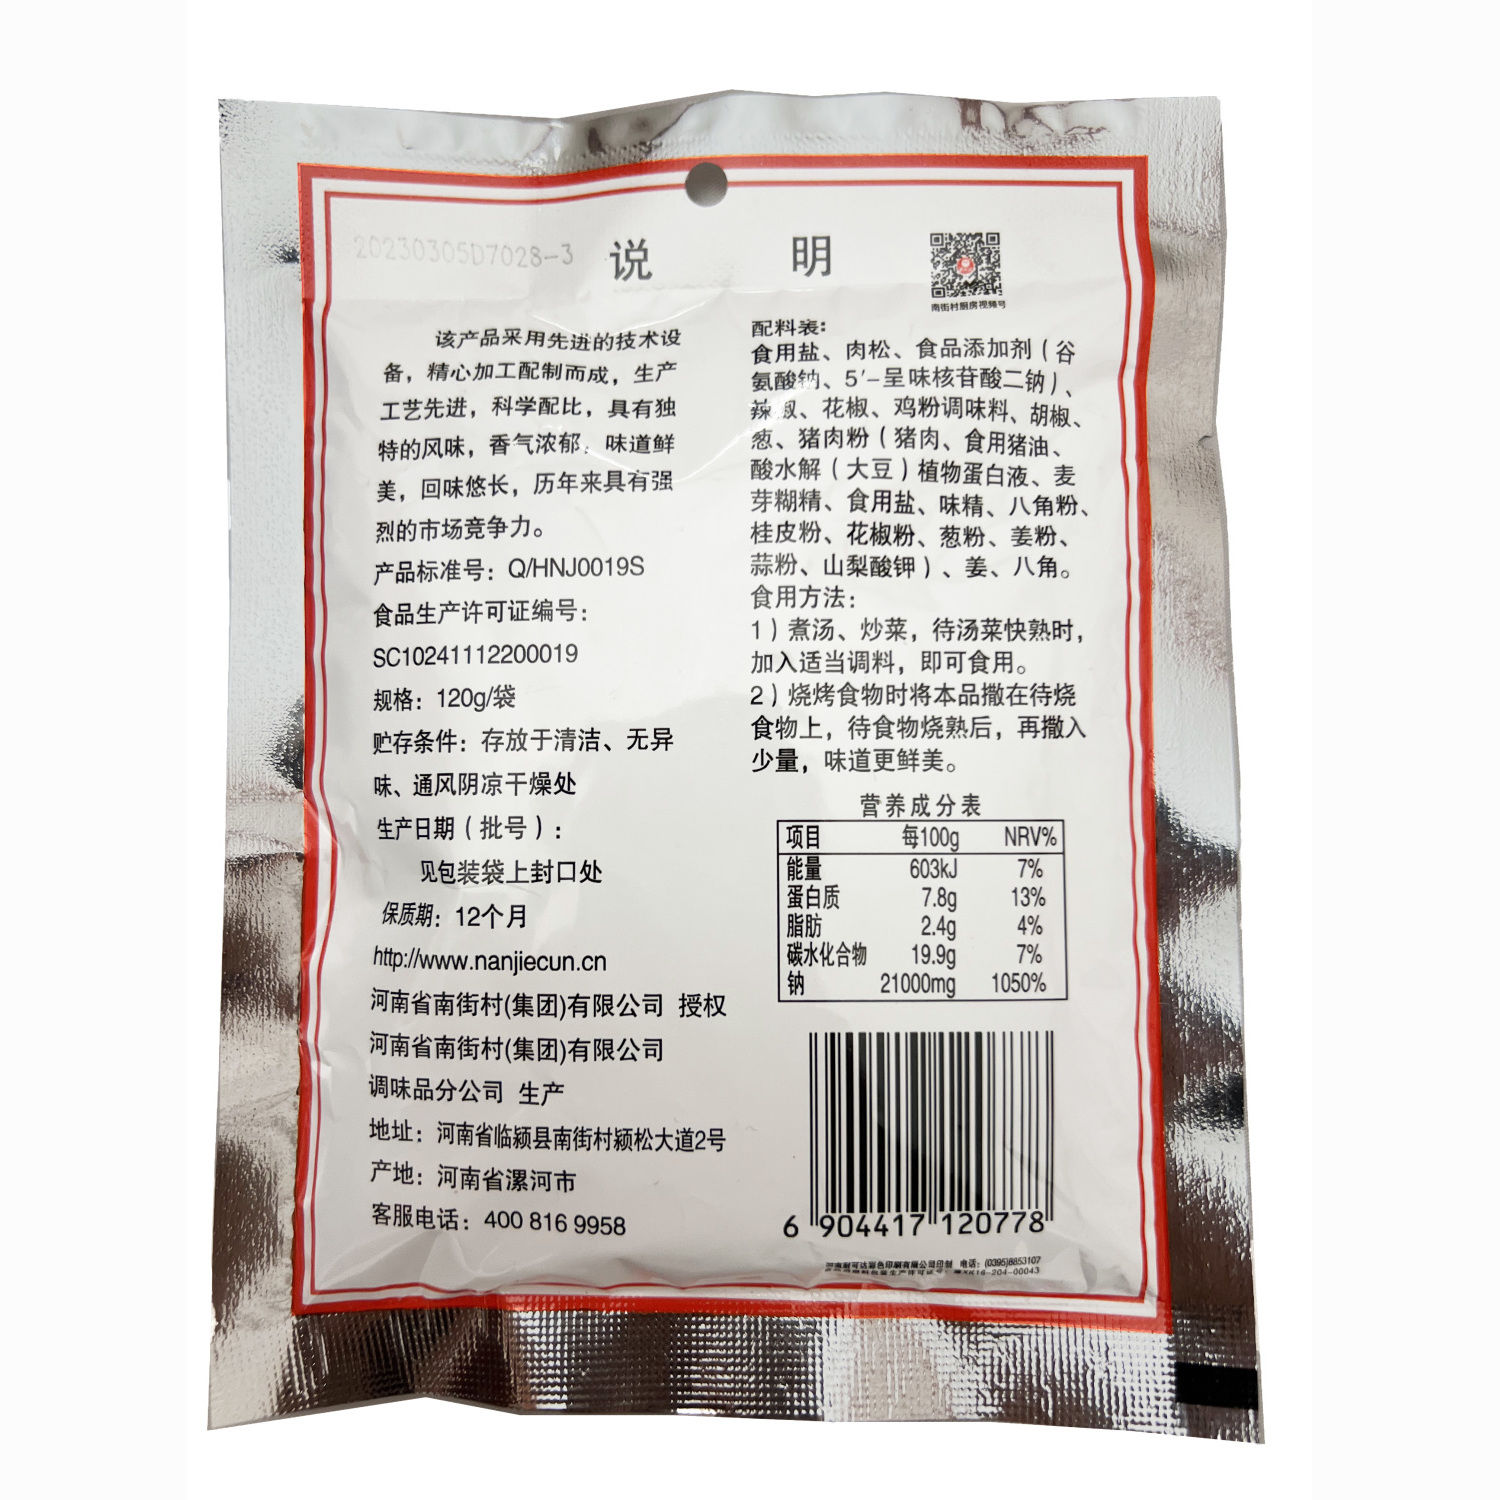 20230305D7028-3
说 明
南街村厨房视频号
该产品采用先进的技术设
备，精心加工配制而成，生产
工艺先进，科学配比，具有独
特的风味，香气浓郁，味道鲜
美，回味悠长，历年来具有强
烈的市场竞争力。
产品标准号：Q/HNJ0019S
食品生产许可证编号：
SC10241112200019
规格：120g/袋
贮存条件：存放于清洁、无异
味、通风阴凉干燥处
生产日期（批号）：
见包装袋上封口处
保质期：12个月
http://www.nanjiecun.cn
河南省南街村(集团)有限公司 授权
河南省南街村(集团)有限公司
调味品分公司 生产
地址：河南省临颍县南街村颍松大道2号
产地：河南省漯河市
客服电话：400 816 9958
配料表：
食用盐、肉松、食品添加剂（谷
氨酸钠、5′-呈味核苷酸二钠）、
辣椒、花椒、鸡粉调味料、胡椒、
葱、猪肉粉（猪肉、食用猪油、
酸水解（大豆）植物蛋白液、麦
芽糊精、食用盐、味精、八角粉、
桂皮粉、花椒粉、葱粉、姜粉、
蒜粉、山梨酸钾）、姜、八角。
食用方法：
1）煮汤、炒菜，待汤菜快熟时，
加入适当调料，即可食用。
2）烧烤食物时将本品撒在待烧
食物上，待食物烧熟后，再撒入
少量，味道更鲜美。
营养成分表
项目 每100g NRV%
能量 603kJ 7%
蛋白质 7.8g 13%
脂肪 2.4g 4%
碳水化合物 19.9g 7%
钠 21000mg 1050%
6 904417 120778
彩色印刷有限公司印制 电话：(0395)8853107
16-204-00043